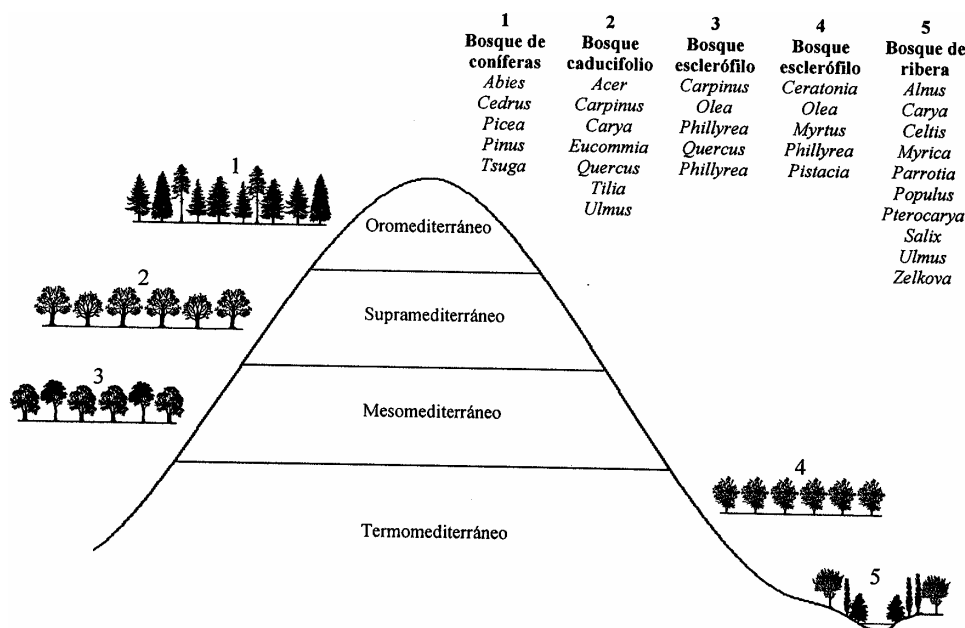 1
Bosque de
coníferas
Abies
Cedrus
Picea
Pinus
Tsuga
2
Bosque
caducifolio
Acer
Carpinus
Carya
Eucommia
Quercus
Tilia
Ulmus
3
Bosque
esclerófilo
Carpinus
Olea
Phillyrea
Quercus
Phillyrea
4
Bosque
esclerófilo
Ceratonia
Olea
Myrtus
Phillyrea
Pistacia
5
Bosque de
ribera
Alnus
Carya
Celtis
Myrica
Parrotia
Populus
Pterocarya
Salix
Ulmus
Zelkova
1
Oromediterráneo
2
Supramediterráneo
3
Mesomediterráneo
4
Termomediterráneo
5